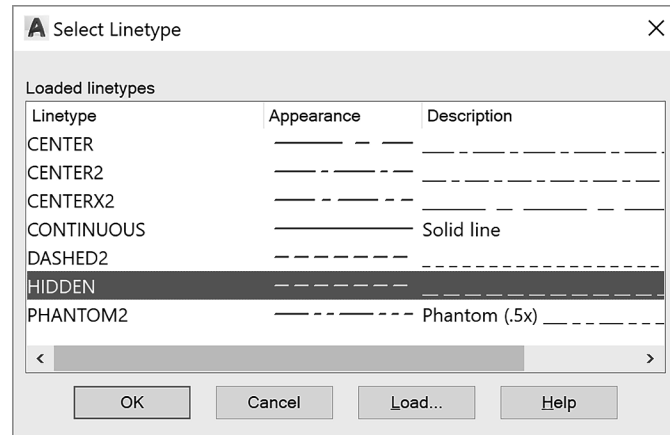 A Select Linetype
Loaded linetypes
Linetype Appearance Description
CENTER
CENTER2
CENTERX2
CONTINUOUS Solid line
DASHED2
HIDDEN
PHANTOM2 Phantom (.5x)
OK Cancel Load... Help